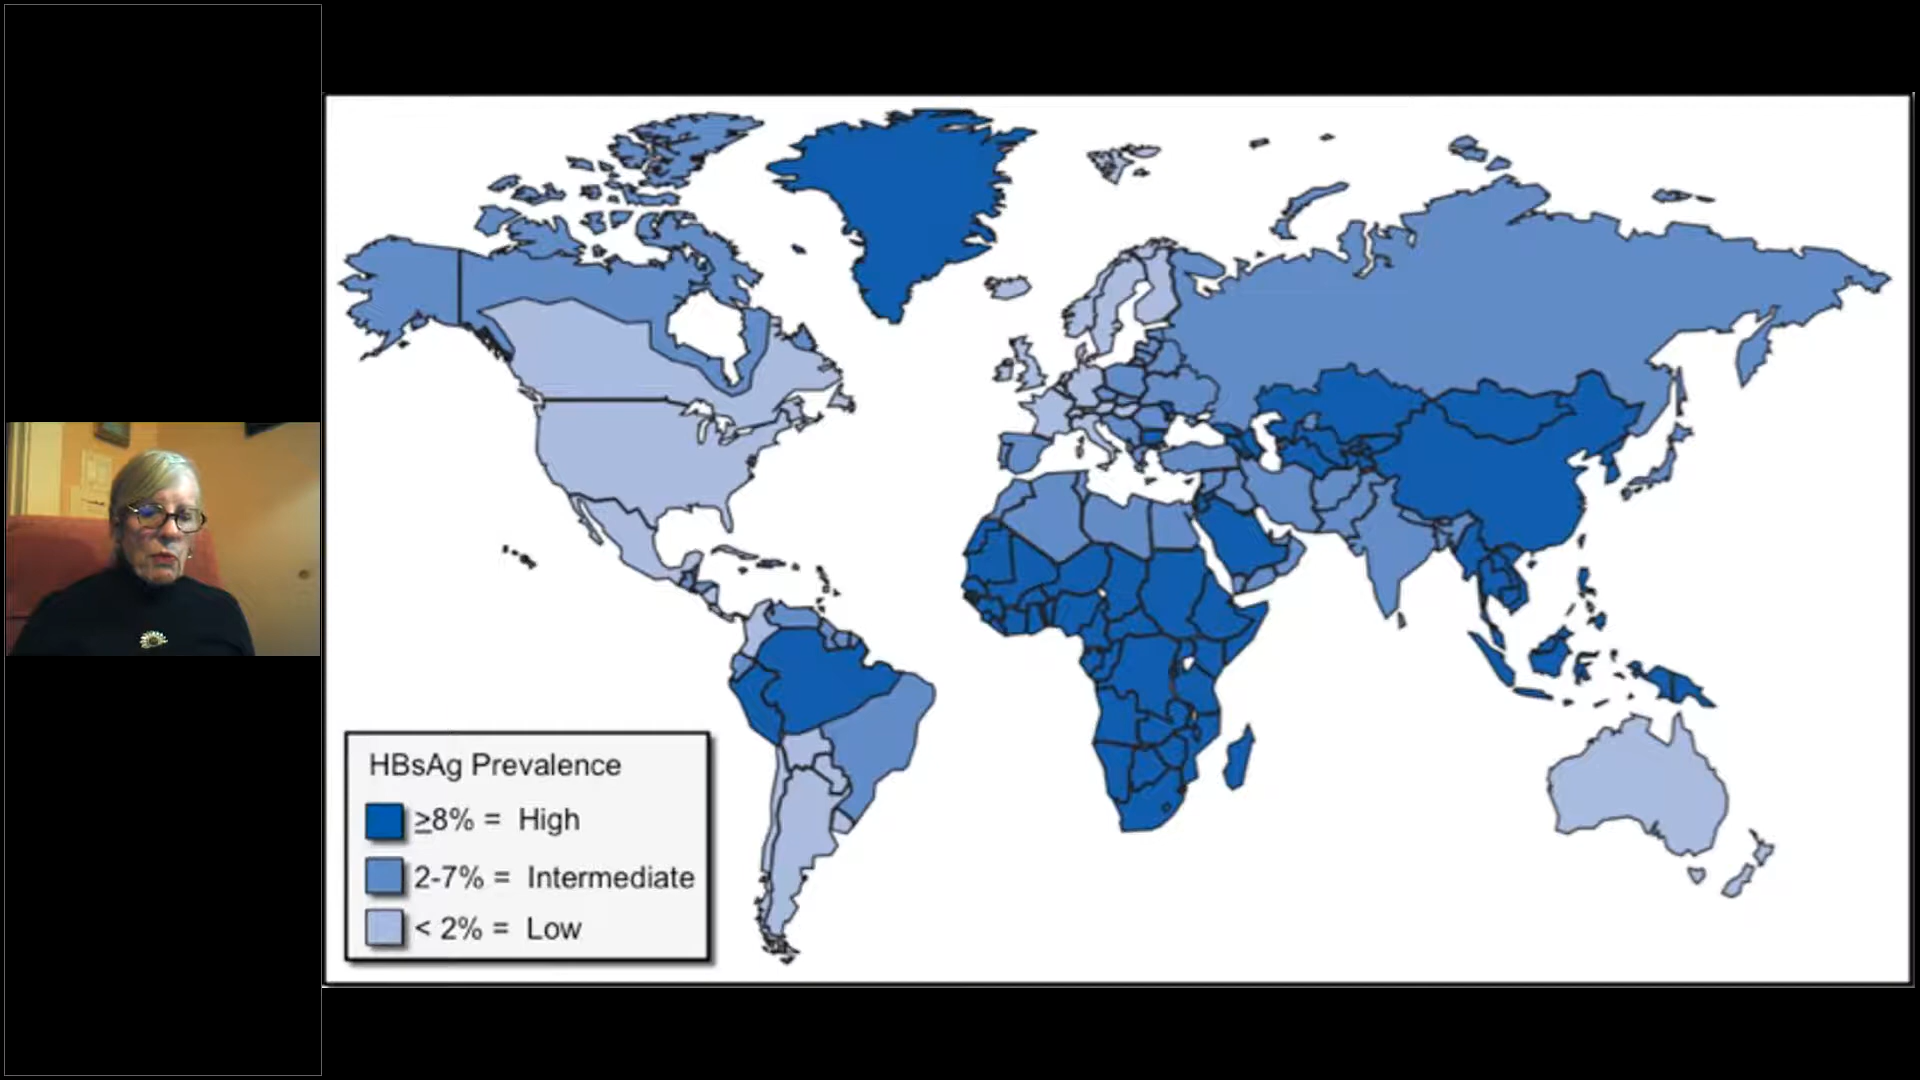 HBsAg Prevalence
≥8% = High
2-7% = Intermediate
< 2% = Low